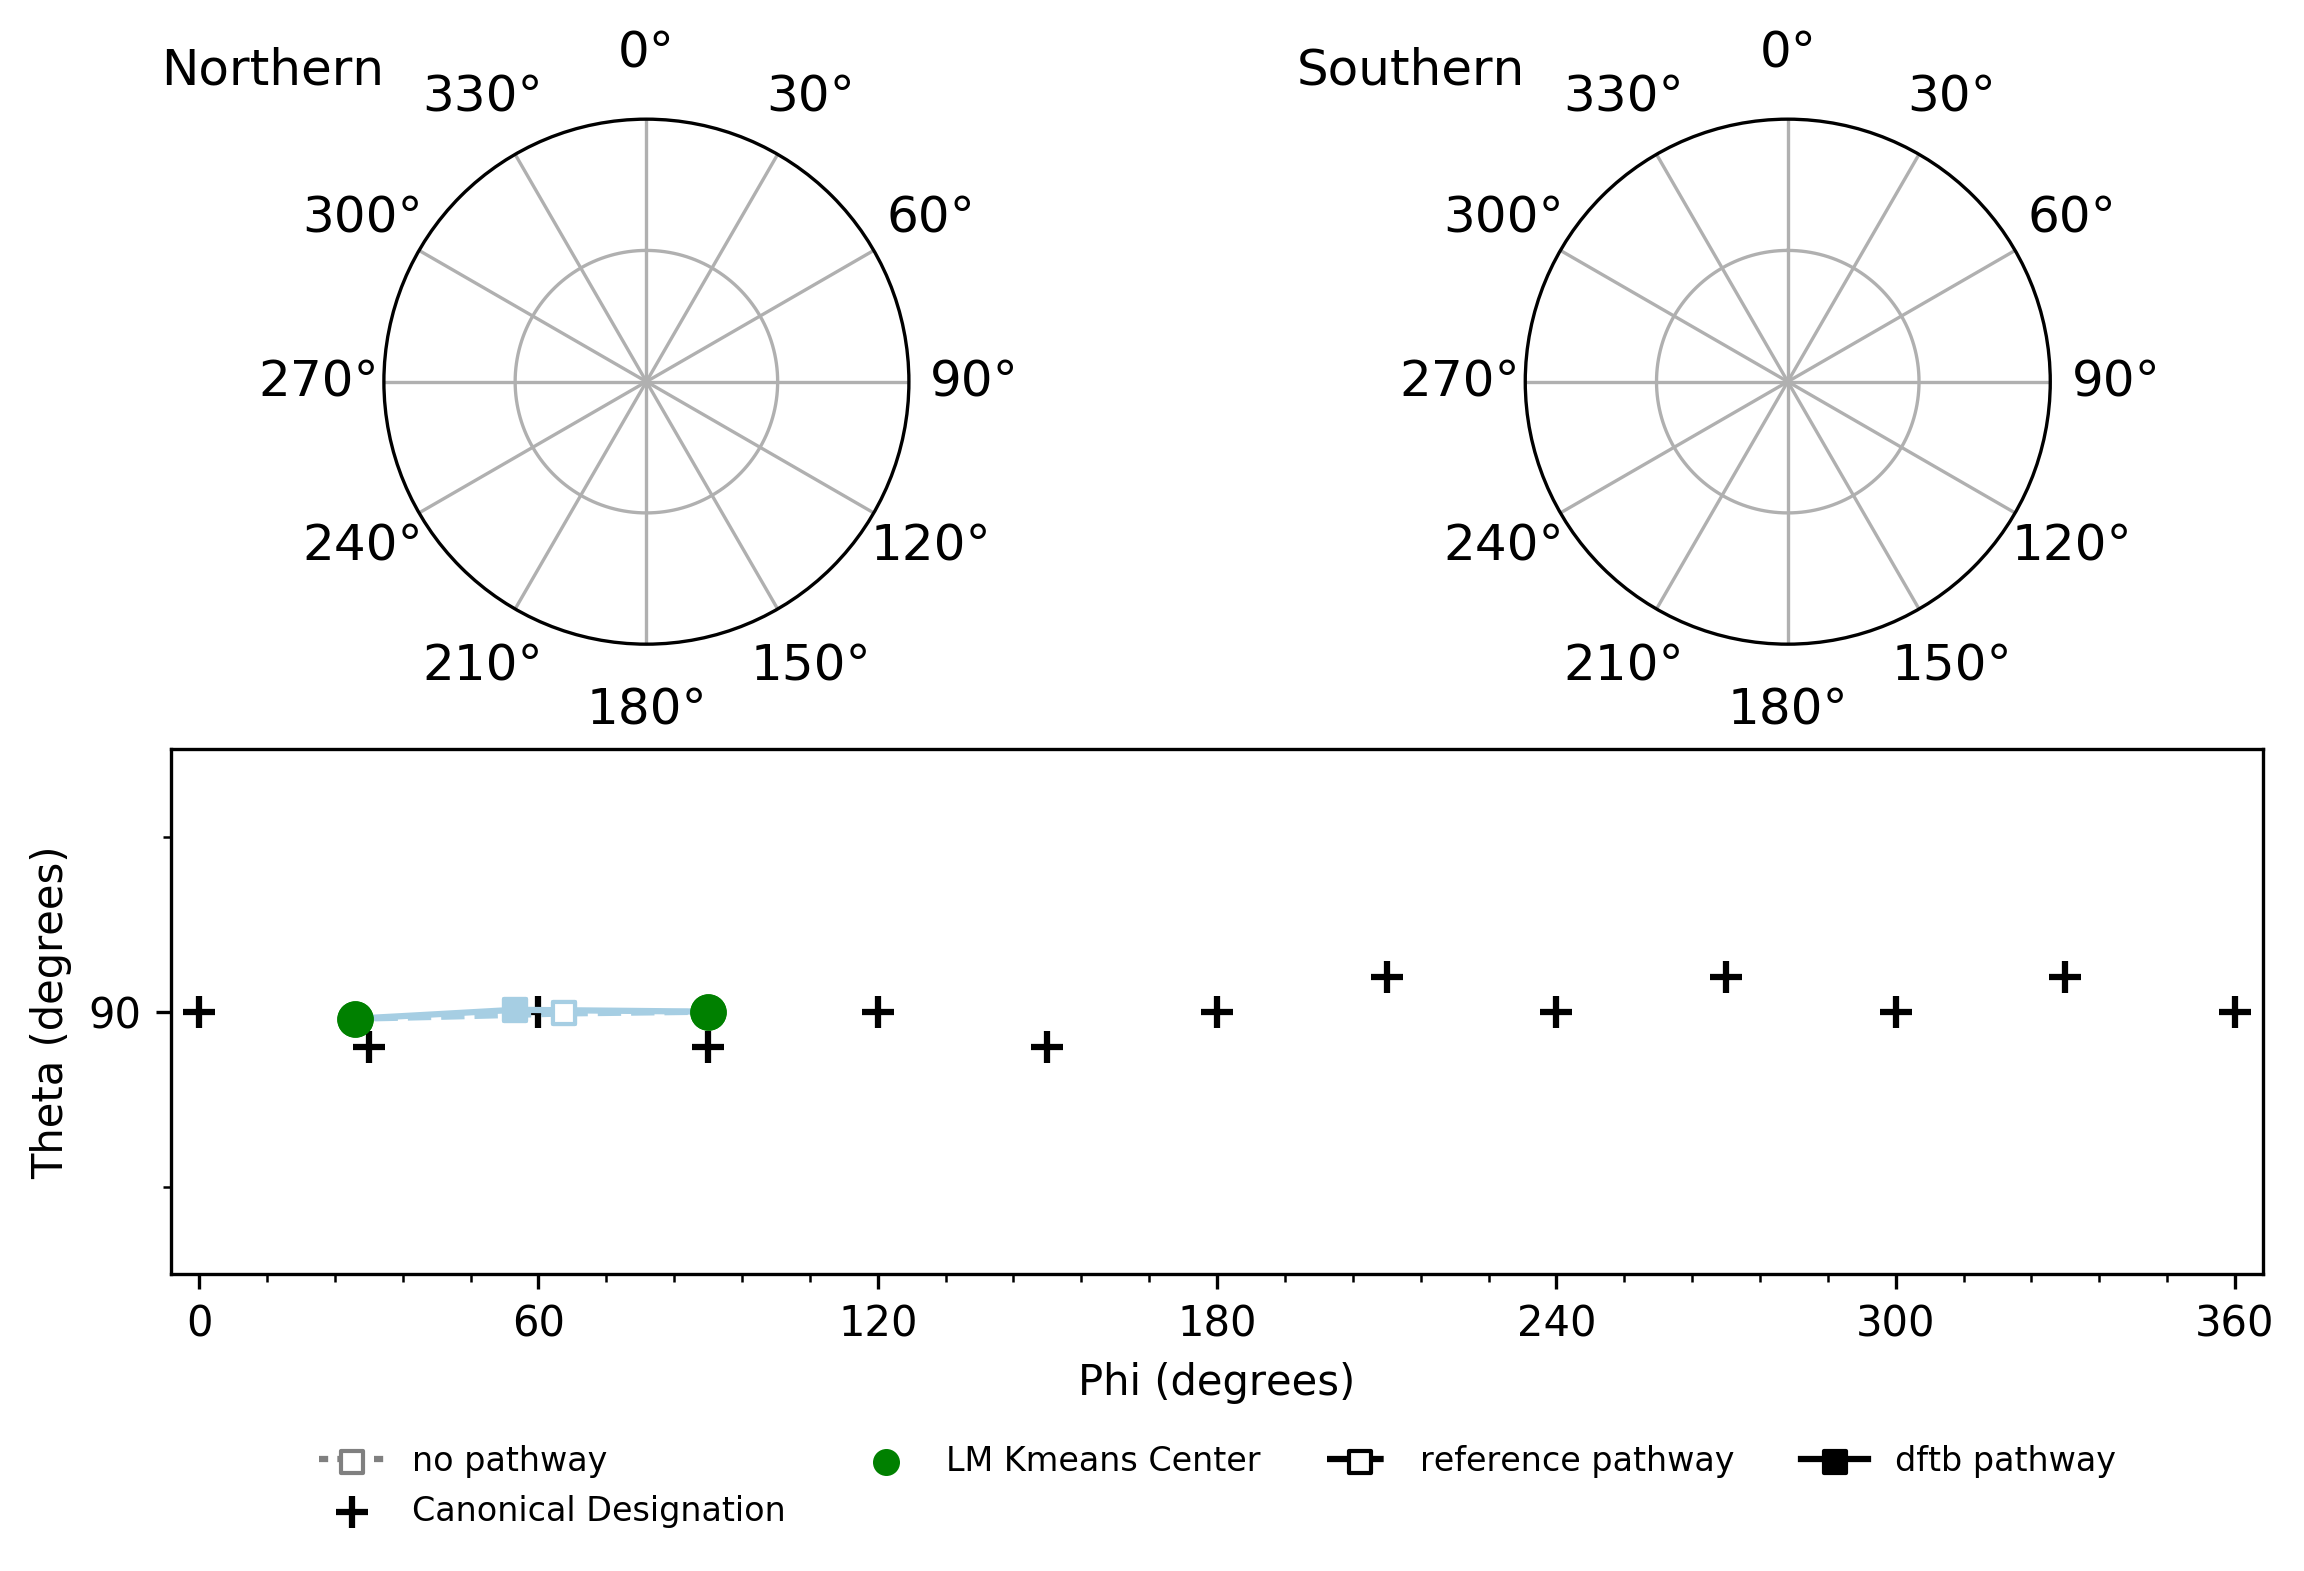 Northern
0°
30°
60°
90°
120°
150°
180°
210°
240°
270°
300°
330°
Southern
0°
30°
60°
90°
120°
150°
180°
210°
240°
270°
300°
330°
Theta (degrees)
90
0 60 120 180 240 300 360
Phi (degrees)
no pathway
Canonical Designation
LM Kmeans Center
reference pathway
dftb pathway